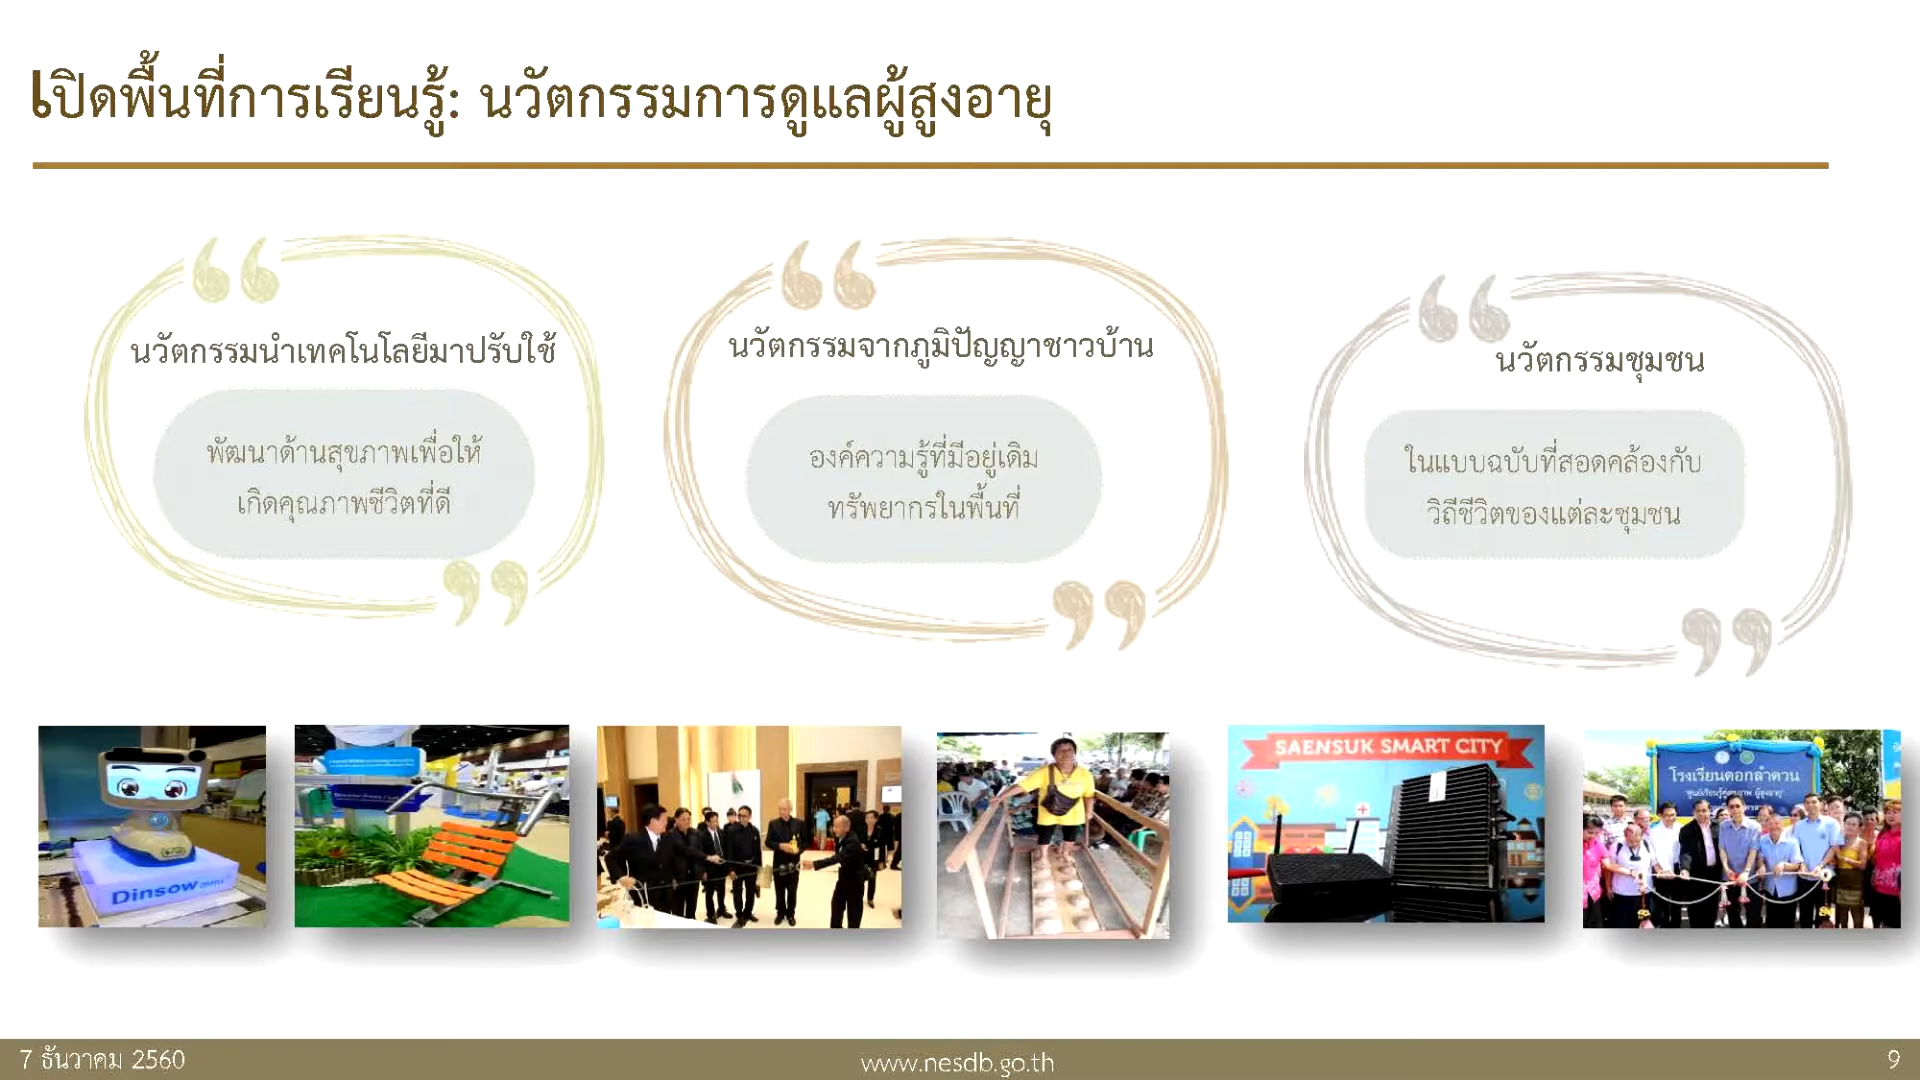 เปิดพื้นที่การเรียนรู้: นวัตกรรมการดูแลผู้สูงอายุ
นวัตกรรมนำเทคโนโลยีมาปรับใช้
พัฒนาด้านสุขภาพเพื่อให้
เกิดคุณภาพชีวิตที่ดี
นวัตกรรมจากภูมิปัญญาชาวบ้าน
องค์ความรู้ที่มีอยู่เดิม
ทรัพยากรในพื้นที่
นวัตกรรมชุมชน
ในแบบฉบับที่สอดคล้องกับ
วิถีชีวิตของแต่ละชุมชน
Dinsow mini
SAENSUK SMART CITY
โรงเรียนดอกลำดวน
7 ธันวาคม 2560
www.nesdb.go.th
9